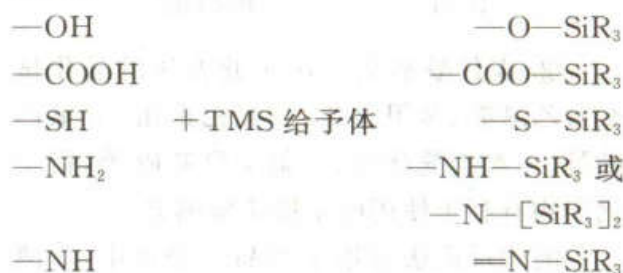 —OH —O—SiR₃
—COOH —COO—SiR₃
—SH +TMS 给予体 —S—SiR₃
—NH₂ —NH—SiR₃ 或
—N—[SiR₃]₂
—NH =N—SiR₃